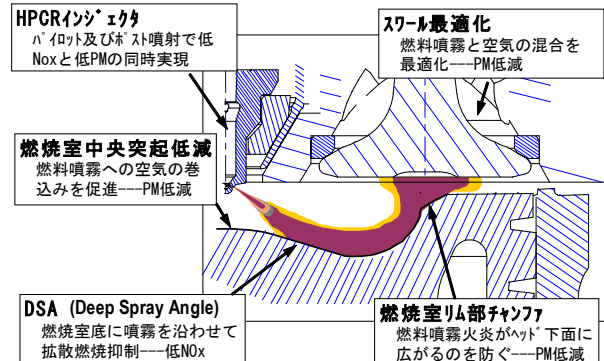 HPCRインジェクタ
パイロット及びポスト噴射で低
Noxと低PMの同時実現
スワール最適化
燃料噴霧と空気の混合を
最適化---PM低減
燃焼室中央突起低減
燃料噴霧への空気の巻
込みを促進---PM低減
DSA (Deep Spray Angle)
燃焼室底に噴霧を沿わせて
拡散燃焼抑制---低NOx
燃焼室リム部チャンファ
燃料噴霧火炎がヘッド下面に
広がるのを防ぐ---PM低減